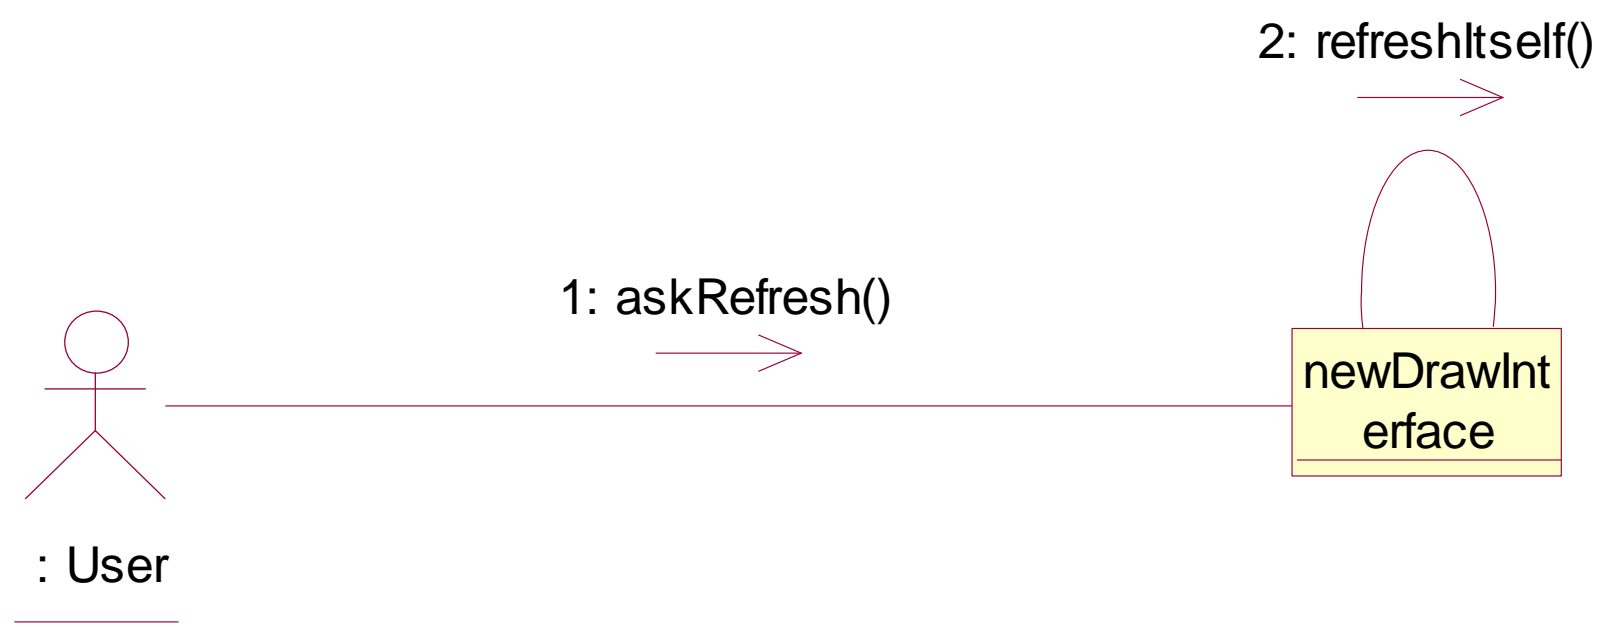 2: refreshItself()
1: askRefresh()
newDrawInt
erface
: User